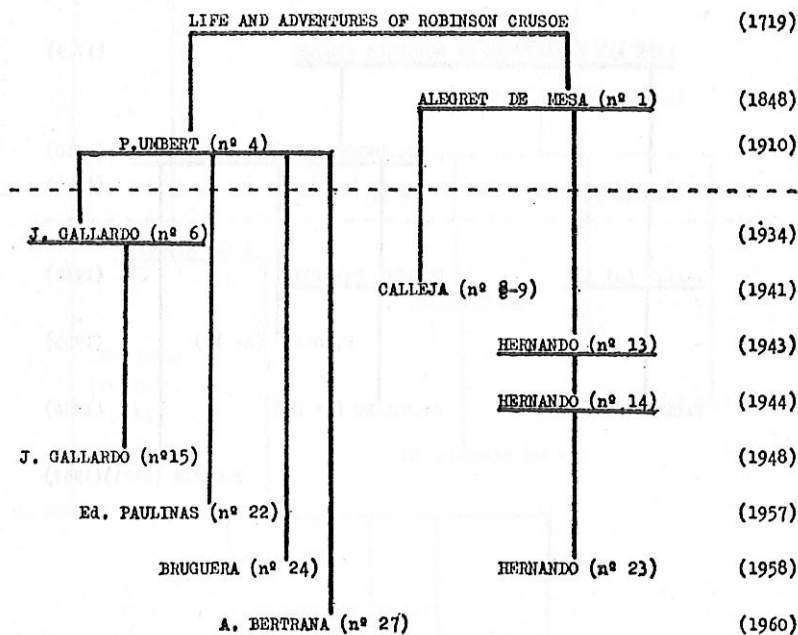 LIFE AND ADVENTURES OF ROBINSON CRUSOE (1719)
ALEGRET DE MESA (nº 1) (1848)
P.UMBERT (nº 4) (1910)
J. GALLARDO (nº 6) (1934)
CALLEJA (nº 8-9) (1941)
HERNANDO (nº 13) (1943)
HERNANDO (nº 14) (1944)
J. GALLARDO (nº15) (1948)
Ed. PAULINAS (nº 22) (1957)
BRUGUERA (nº 24) HERNANDO (nº 23) (1958)
A. BERTRANA (nº 27) (1960)